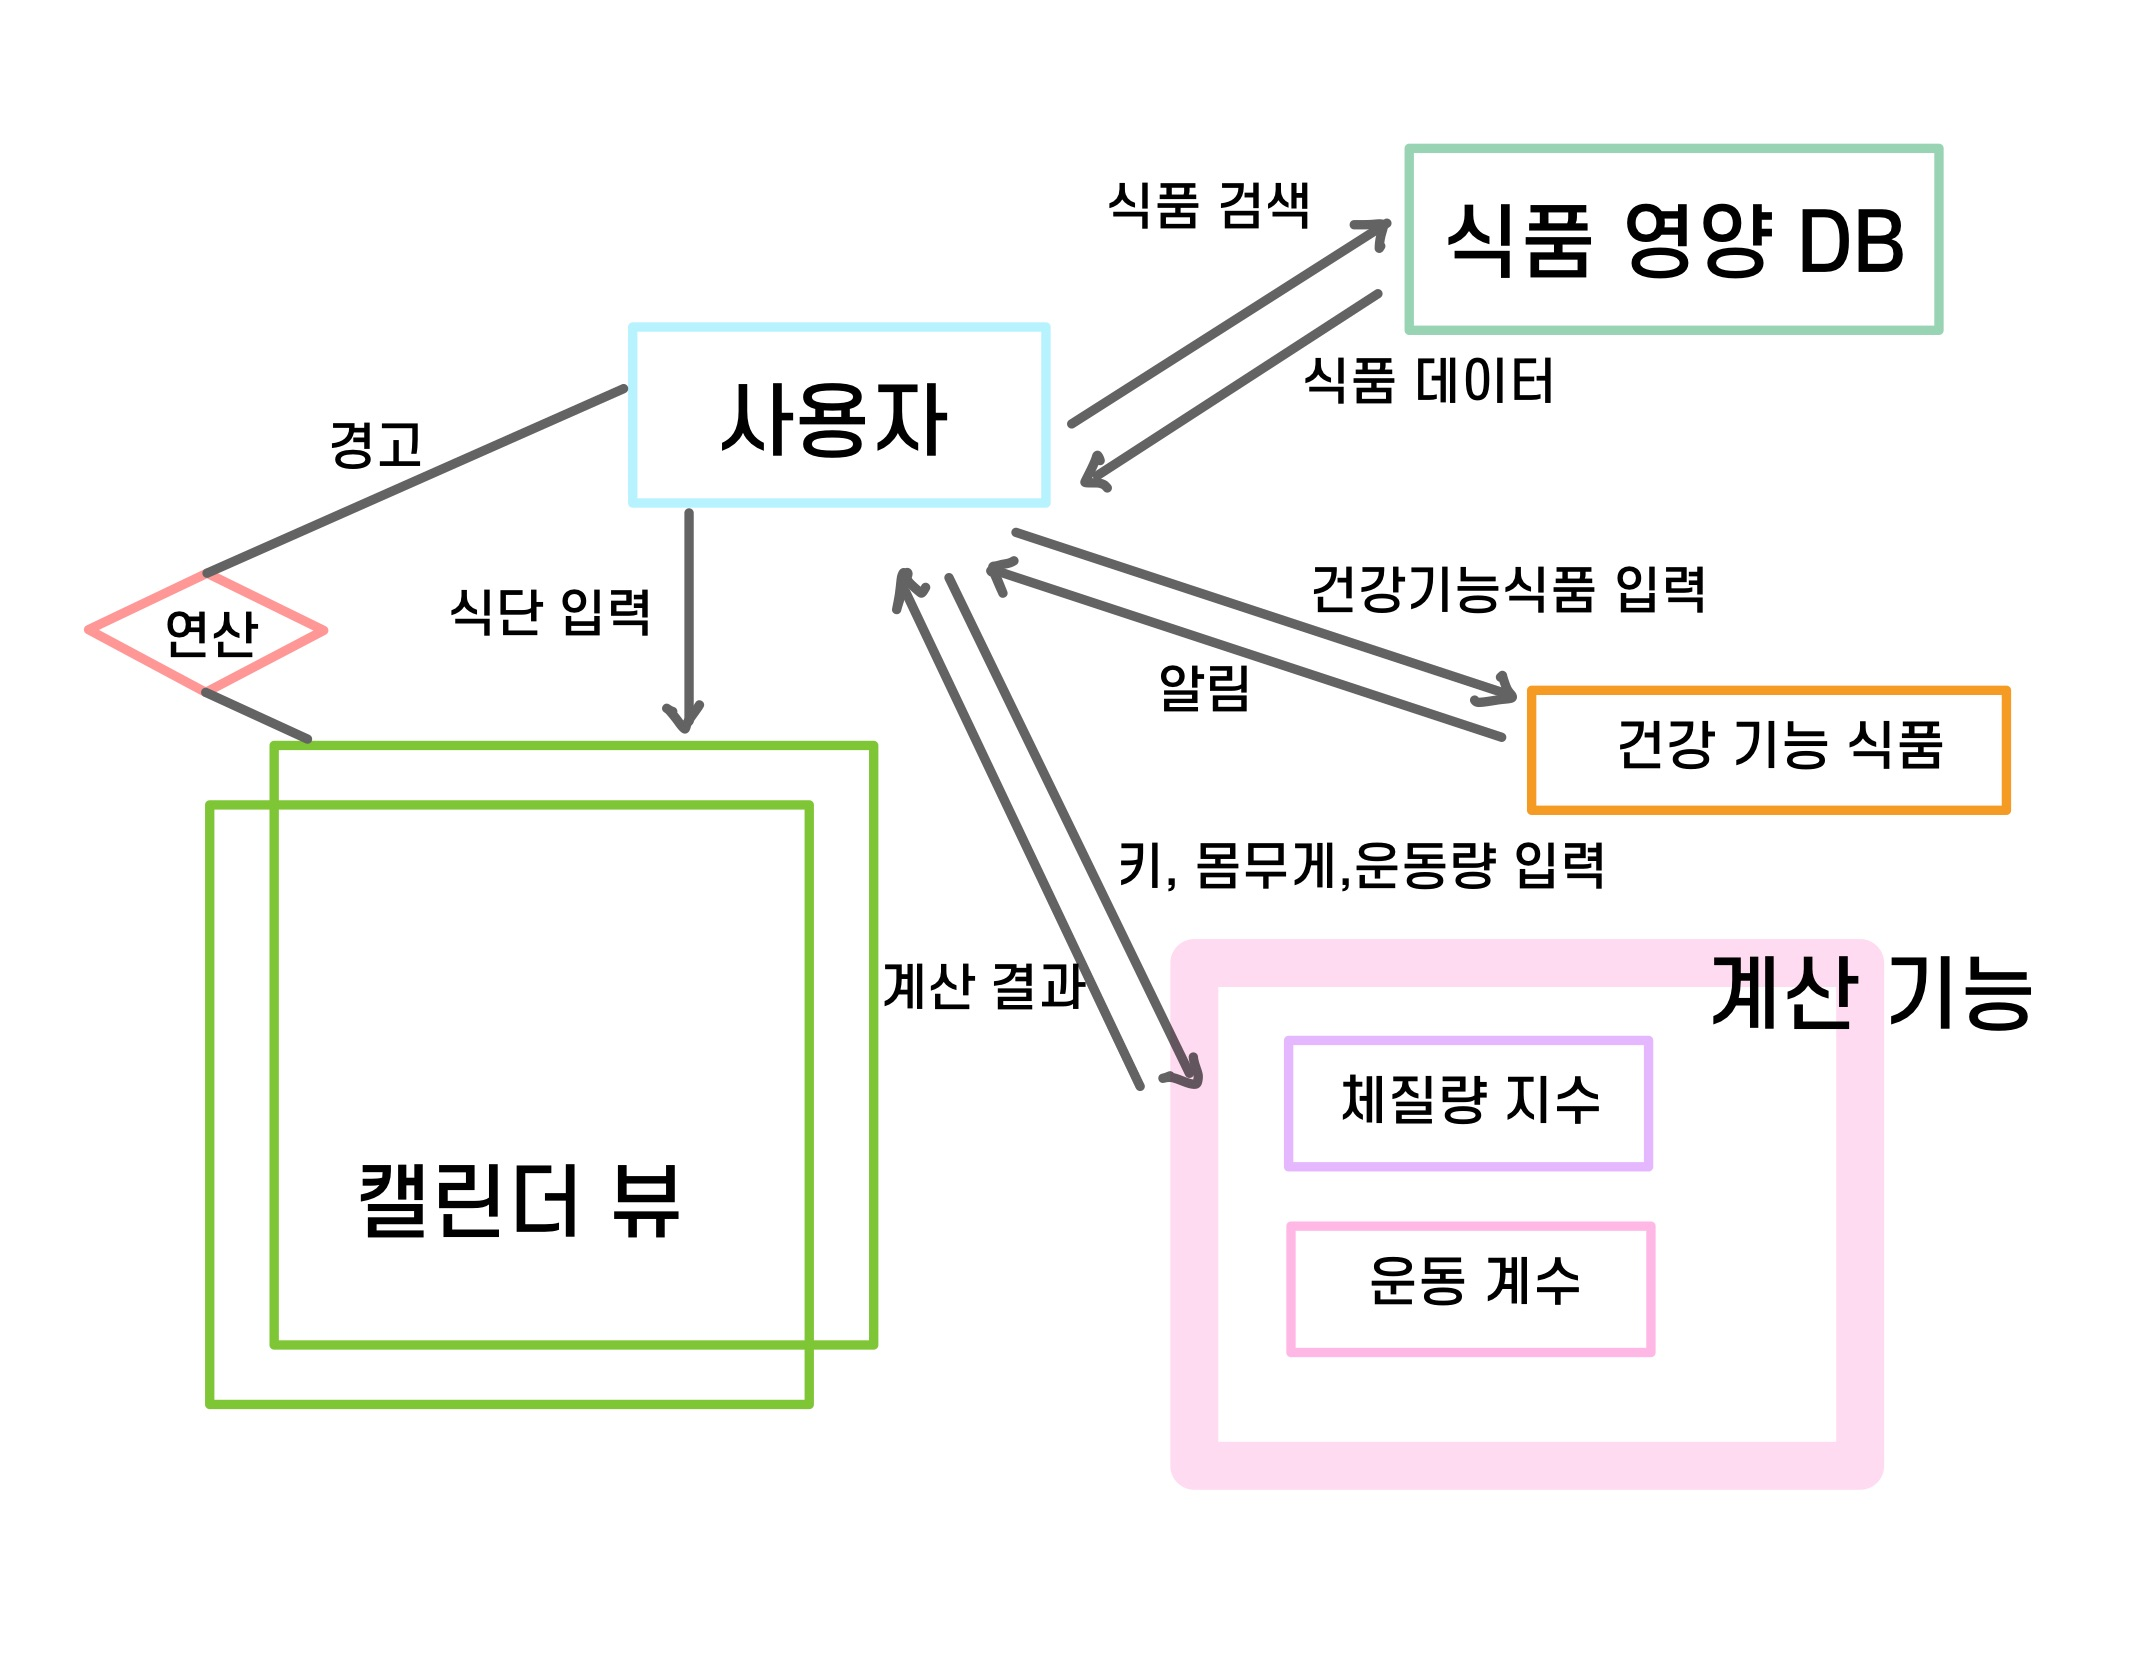 식품 검색
식품 영양 DB
식품 데이터
사용자
경고
연산
식단 입력
건강기능식품 입력
알림
건강 기능 식품
키, 몸무게,운동량 입력
계산 결과
계산 기능
체질량 지수
운동 계수
캘린더 뷰